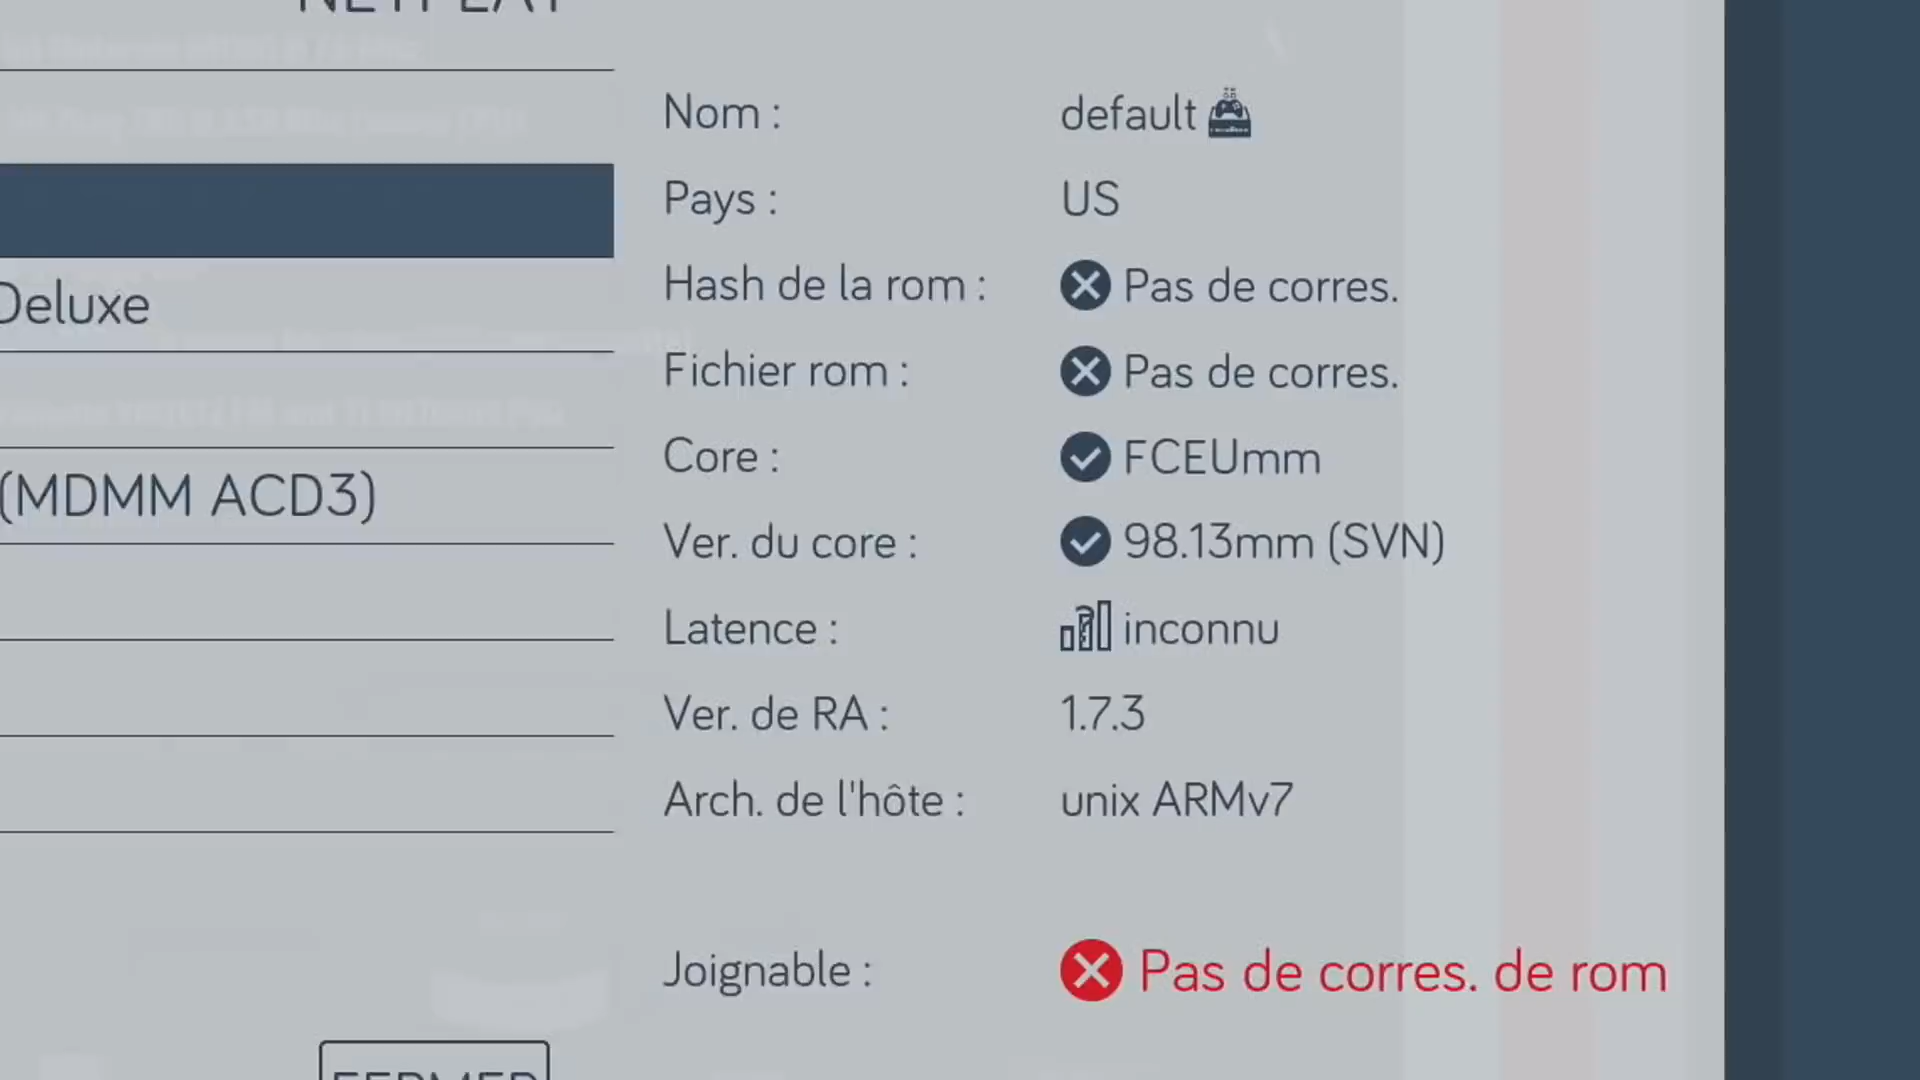 NETPLAY
Nom : default
Pays : US
Hash de la rom : Pas de corres.
Deluxe
Fichier rom : Pas de corres.
Core : FCEUmm
(MDMM ACD3)
Ver. du core : 98.13mm (SVN)
Latence : inconnu
Ver. de RA : 1.7.3
Arch. de l'hôte : unix ARMv7
Joignable : Pas de corres. de rom
FERMER